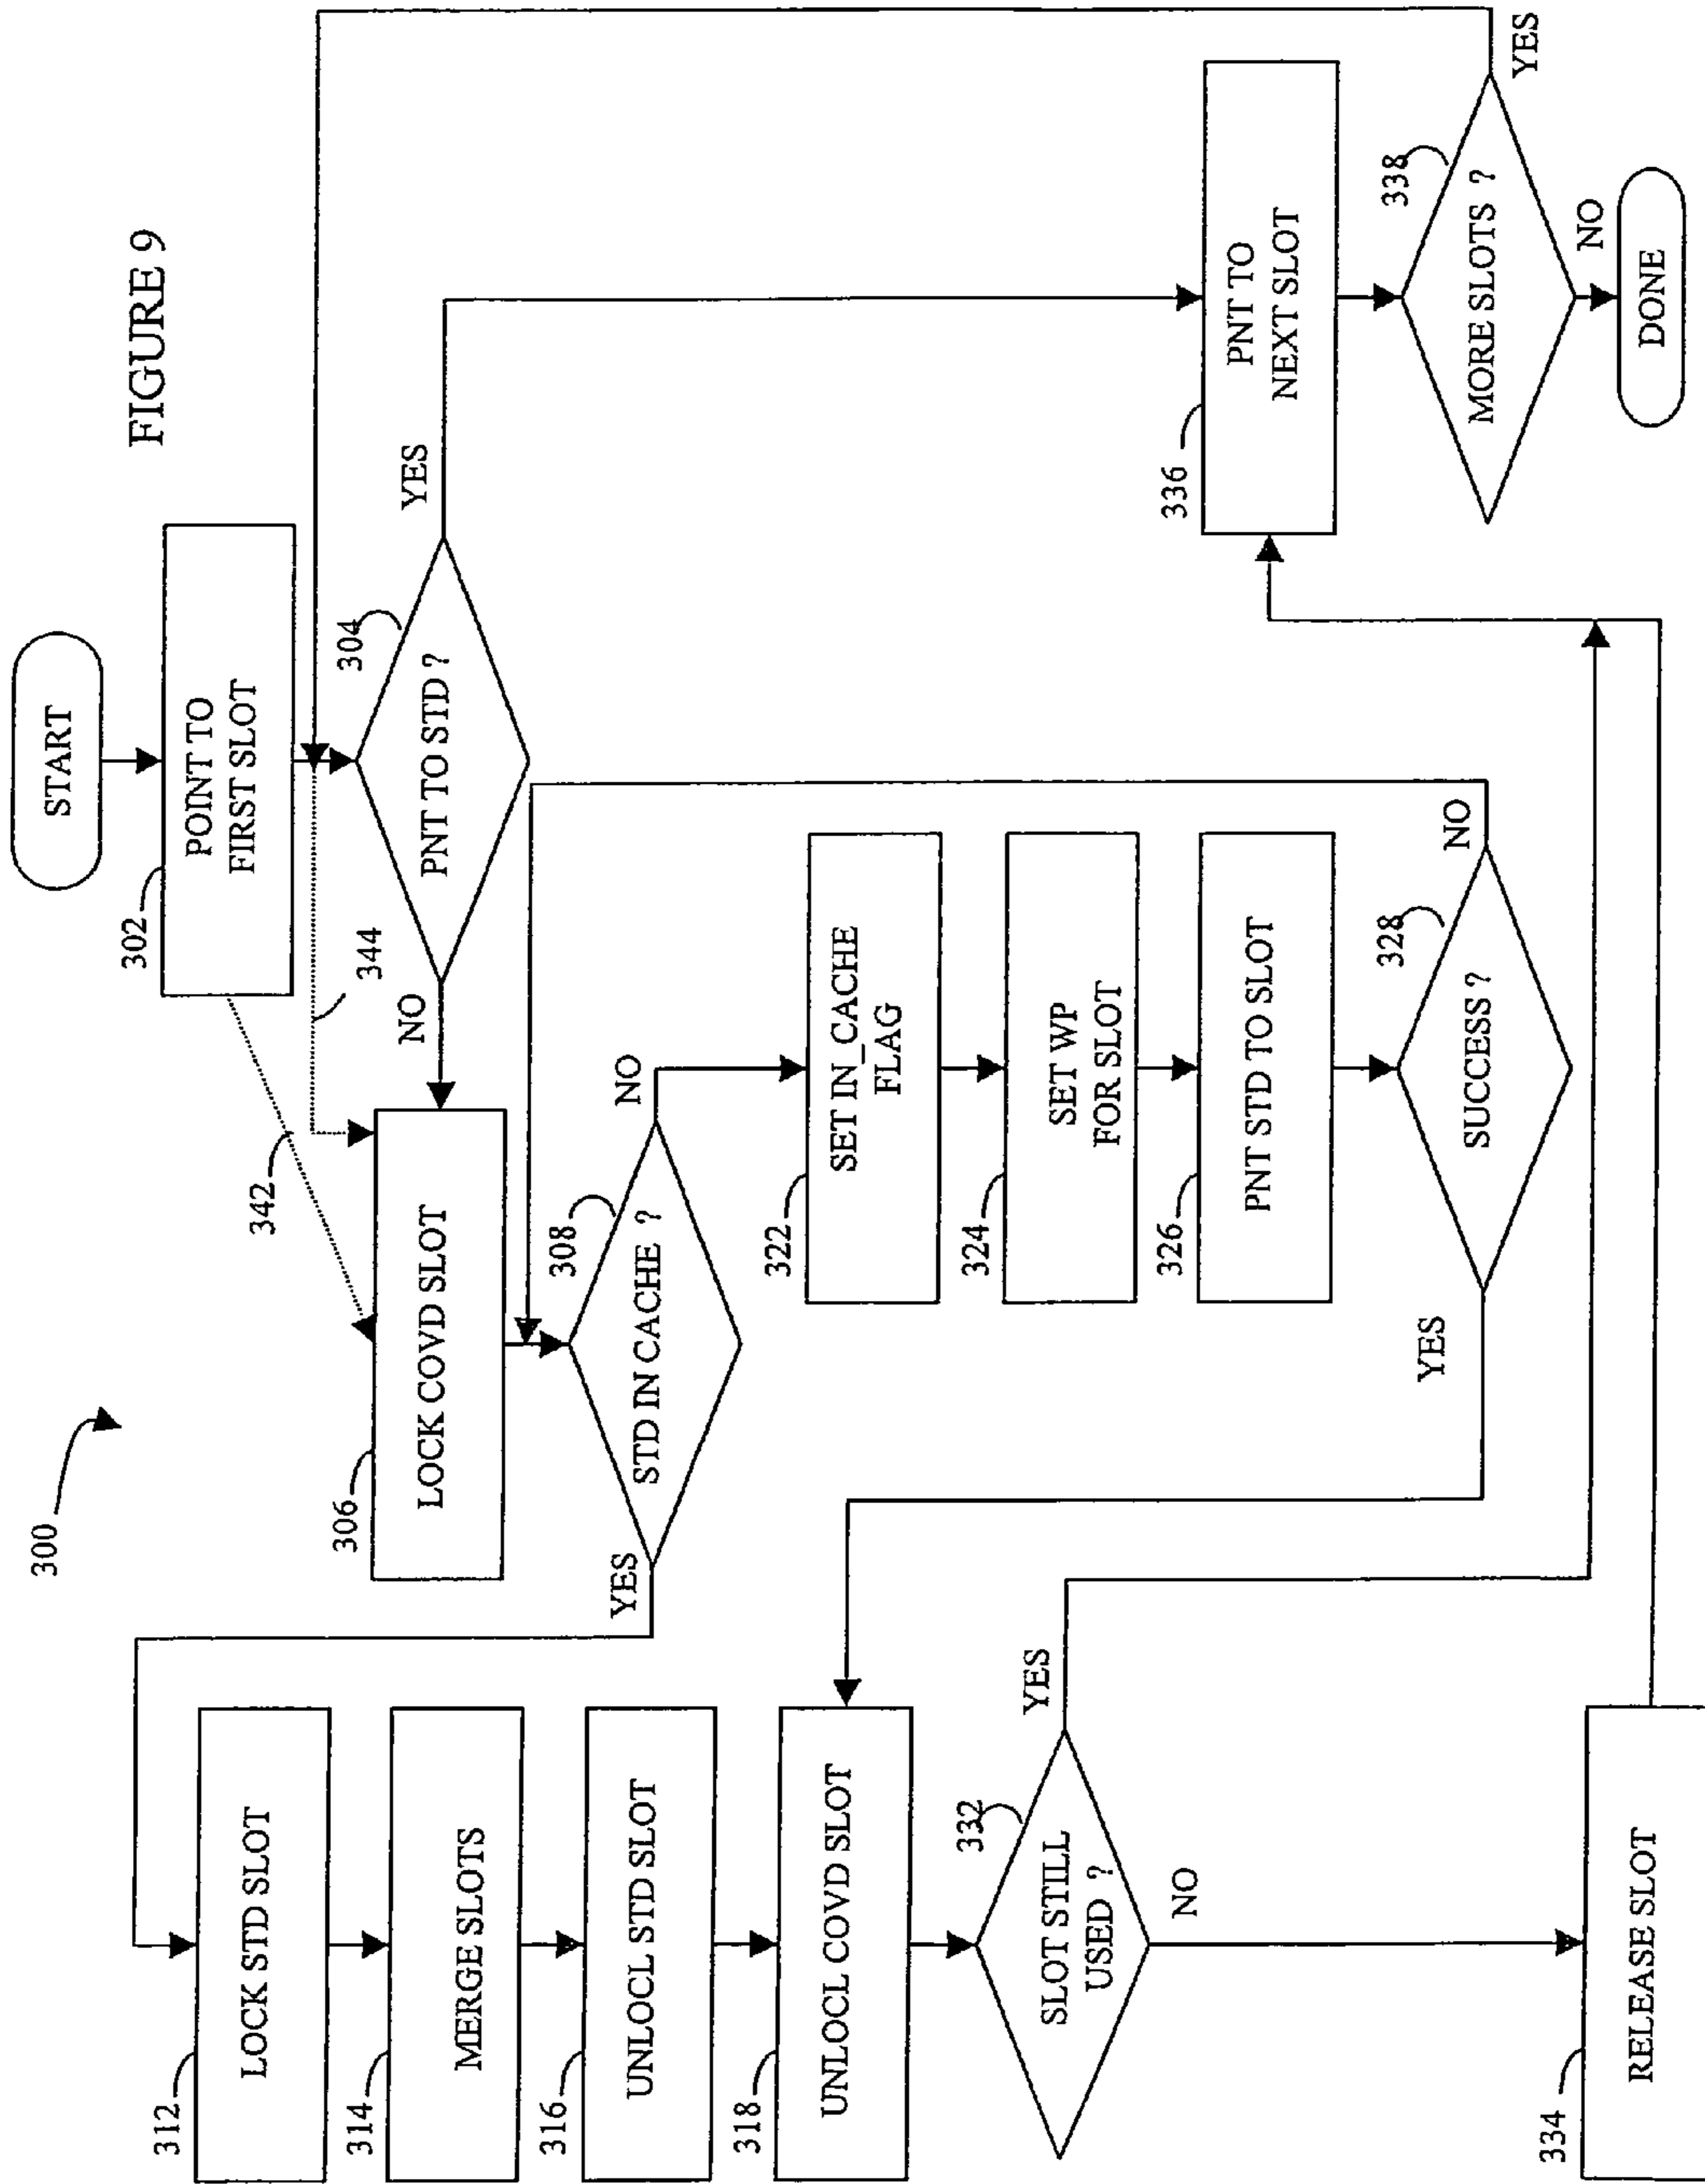 FIGURE 9
300
START
302
POINT TO
FIRST SLOT
342
344
304
PNT TO STD ?
YES
NO
306
LOCK COVD SLOT
308
STD IN CACHE ?
YES
NO
312
LOCK STD SLOT
314
MERGE SLOTS
316
UNLOCL STD SLOT
318
UNLOCL COVD SLOT
322
SET IN_CACHE
FLAG
324
SET WP
FOR SLOT
326
PNT STD TO SLOT
328
SUCCESS ?
NO
YES
332
SLOT STILL
USED ?
YES
NO
334
RELEASE SLOT
336
PNT TO
NEXT SLOT
338
MORE SLOTS ?
YES
NO
DONE